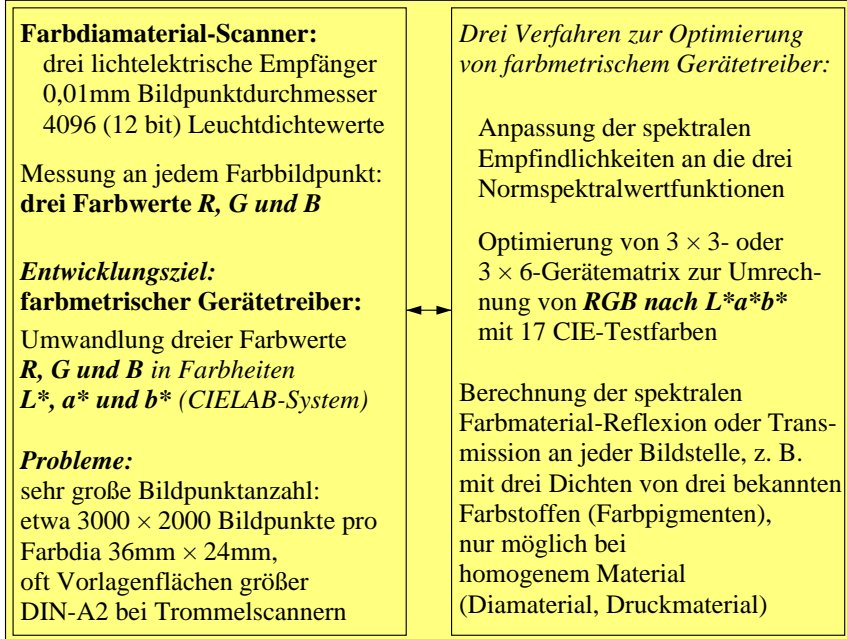 Farbdiamaterial-Scanner:
drei lichtelektrische Empfänger
0,01mm Bildpunktdurchmesser
4096 (12 bit) Leuchtdichtewerte
Messung an jedem Farbbildpunkt:
drei Farbwerte R, G und B
Entwicklungsziel:
farbmetrischer Gerätetreiber:
Umwandlung dreier Farbwerte
R, G und B in Farbheiten
L*, a* und b* (CIELAB-System)
Probleme:
sehr große Bildpunktanzahl:
etwa 3000 × 2000 Bildpunkte pro
Farbdia 36mm × 24mm,
oft Vorlagenflächen größer
DIN-A2 bei Trommelscannern
Drei Verfahren zur Optimierung
von farbmetrischem Gerätetreiber:
Anpassung der spektralen
Empfindlichkeiten an die drei
Normspektralwertfunktionen
Optimierung von 3 × 3- oder
3 × 6-Gerätematrix zur Umrech-
nung von RGB nach L*a*b*
mit 17 CIE-Testfarben
Berechnung der spektralen
Farbmaterial-Reflexion oder Trans-
mission an jeder Bildstelle, z. B.
mit drei Dichten von drei bekannten
Farbstoffen (Farbpigmenten),
nur möglich bei
homogenem Material
(Diamaterial, Druckmaterial)